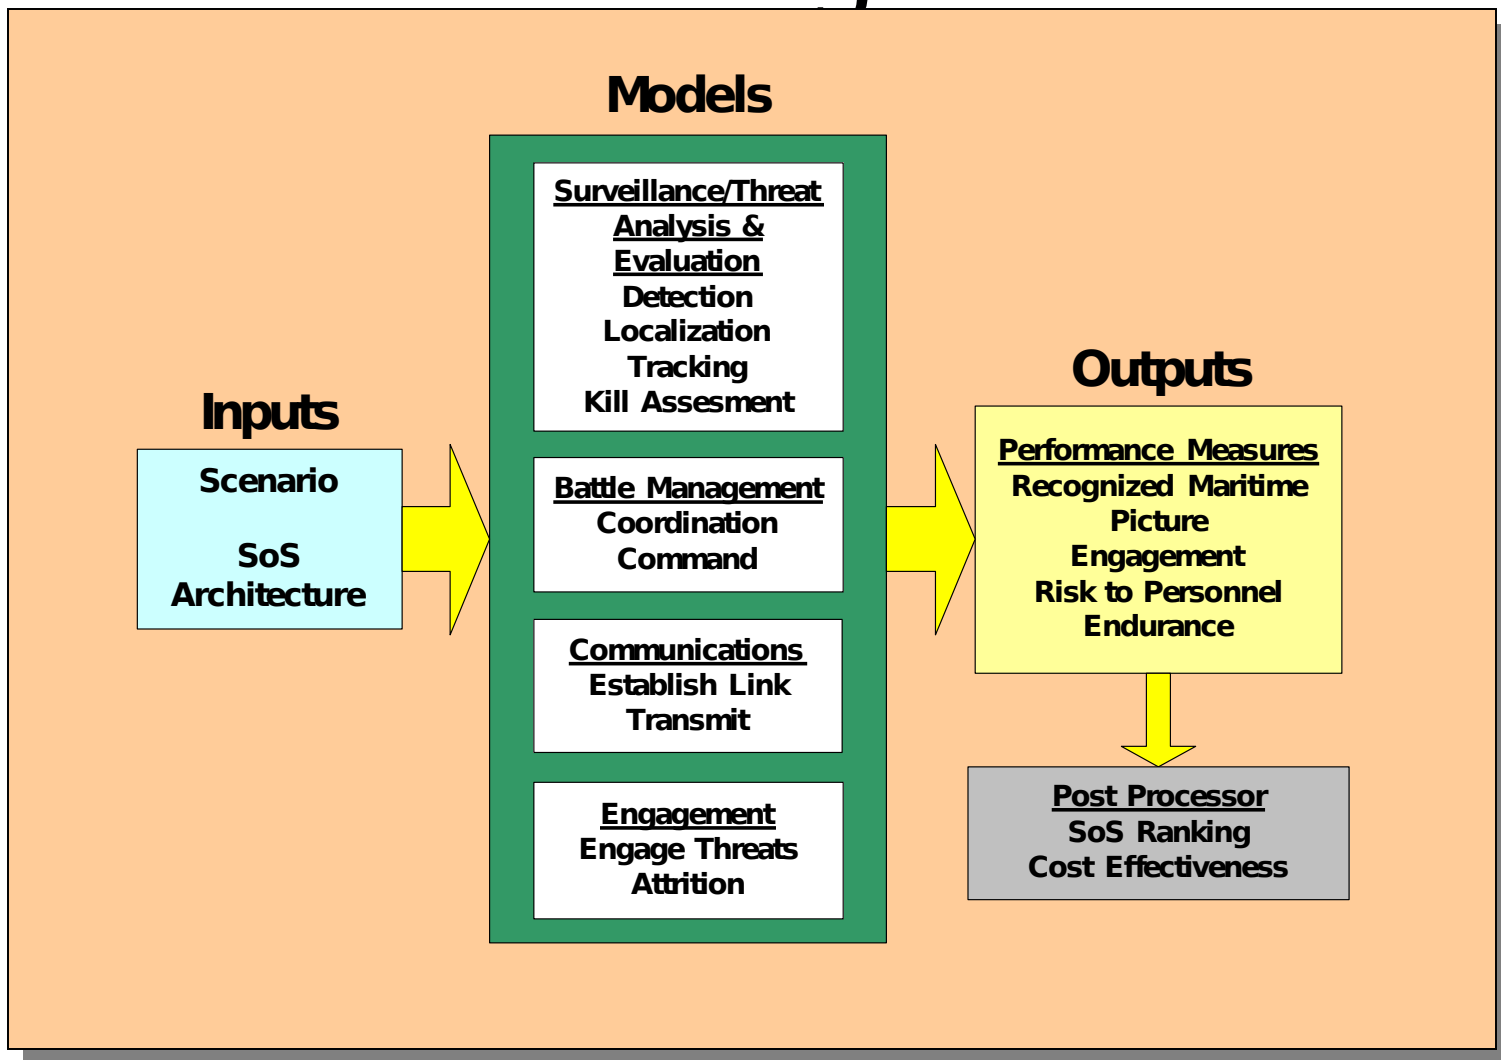 Models
Surveillance/Threat
Analysis &
Evaluation
Detection
Localization
Tracking
Kill Assesment
Battle Management
Coordination
Command
Communications
Establish Link
Transmit
Engagement
Engage Threats
Attrition
Inputs
Scenario
SoS
Architecture
Outputs
Performance Measures
Recognized Maritime
Picture
Engagement
Risk to Personnel
Endurance
Post Processor
SoS Ranking
Cost Effectiveness